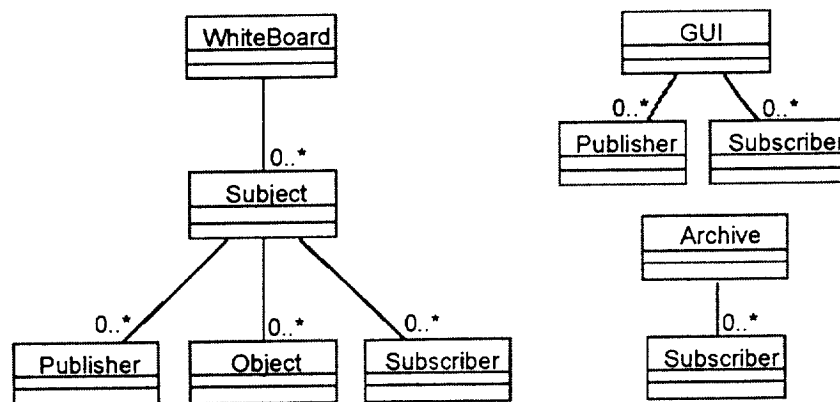 WhiteBoard
0..*
Subject
0..*
0..*
0..*
Publisher
Object
Subscriber
GUI
0..*
0..*
Publisher
Subscriber
Archive
0..*
Subscriber